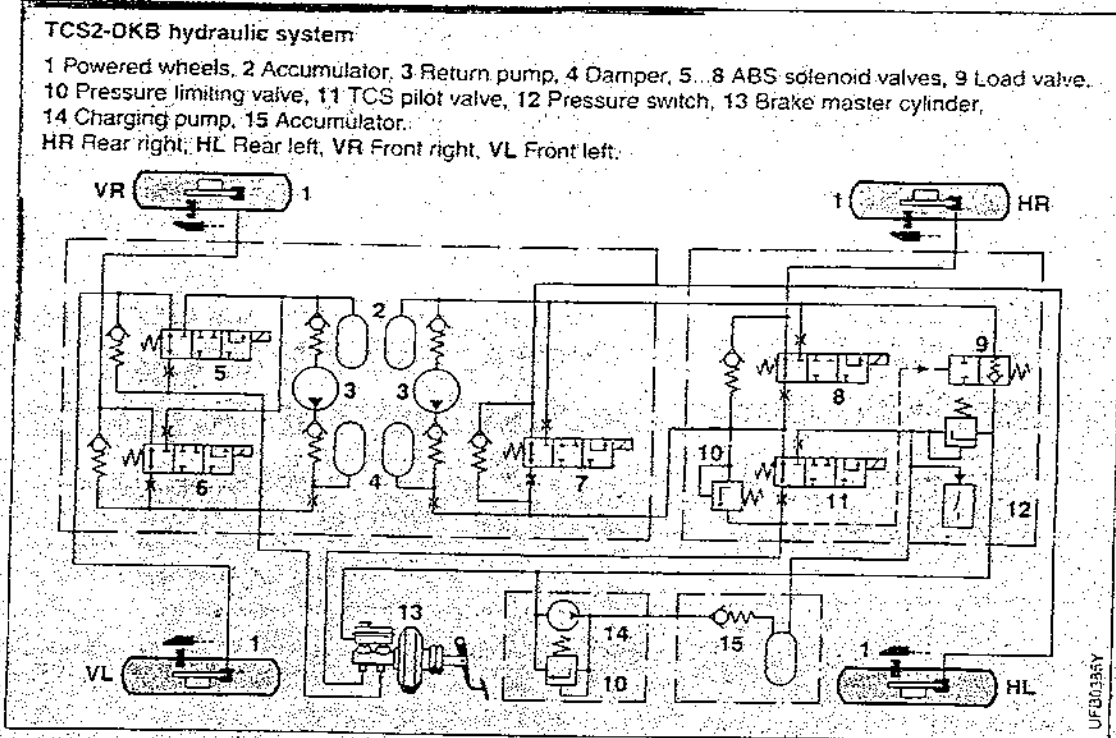 TCS2-DKB hydraulic system
1 Powered wheels, 2 Accumulator, 3 Return pump, 4 Damper, 5...8 ABS solenoid valves, 9 Load valve.
10 Pressure limiting valve, 11 TCS pilot valve, 12 Pressure switch, 13 Brake master cylinder,
14 Charging pump, 15 Accumulator.
HR Rear right, HL Rear left, VR Front right, VL Front left.
VR 1
1 HR
2
5
3 3
9
8
10
6
4
7
11
12
13
14
15
10
VL 1
1 HL
UFB0336Y